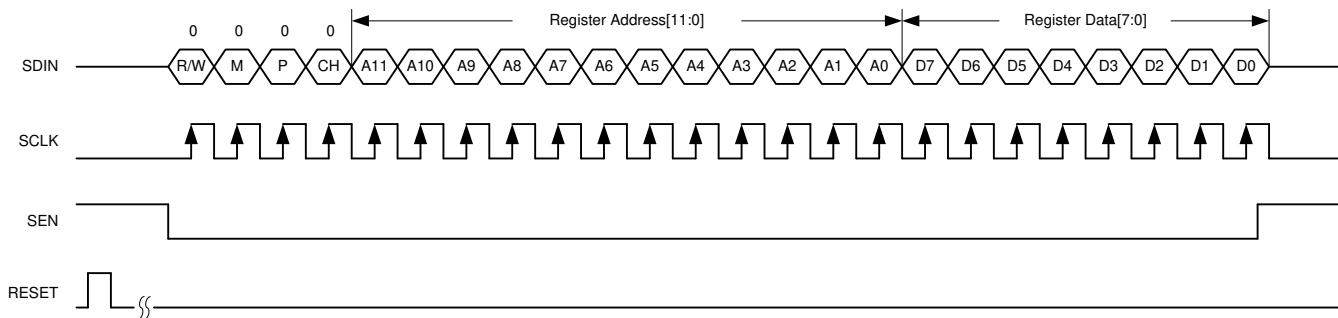 0 0 0 0 Register Address[11:0] Register Data[7:0]
SDIN R/W M P CH A11 A10 A9 A8 A7 A6 A5 A4 A3 A2 A1 A0 D7 D6 D5 D4 D3 D2 D1 D0
SCLK
SEN
RESET